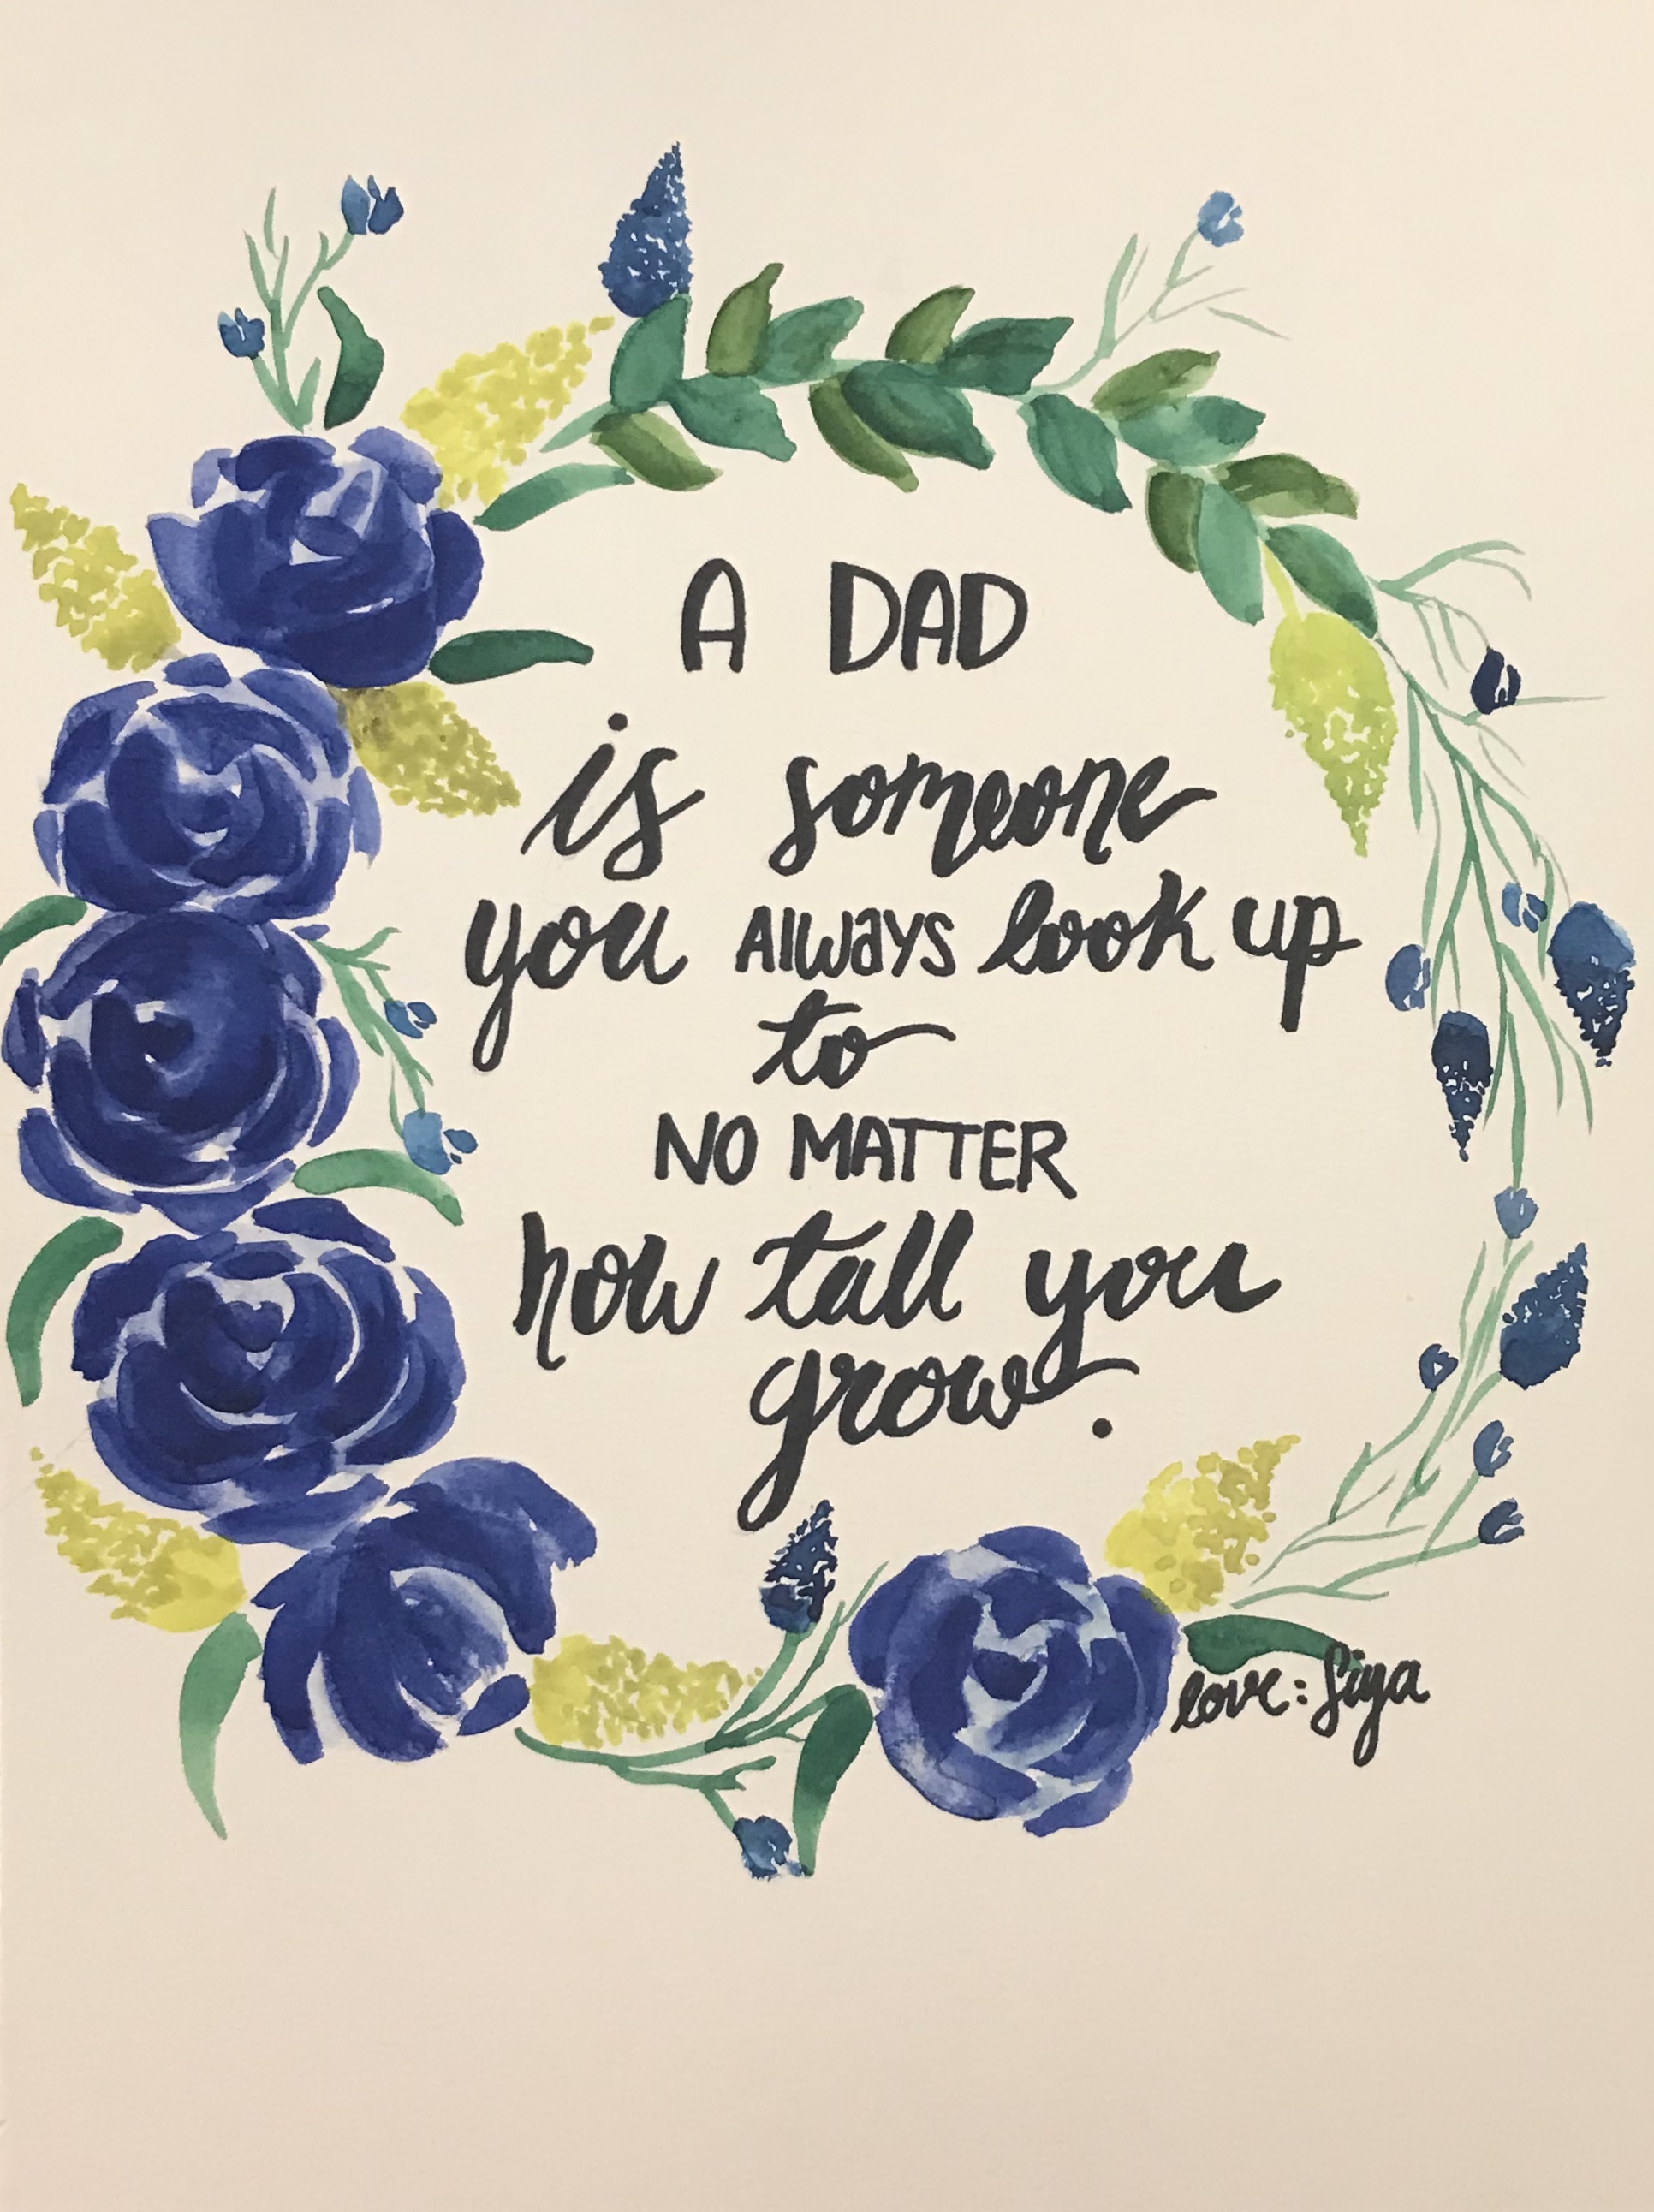 A DAD
is someone
you Always look up
to
NO MATTER
how tall you
grow.
love: Siya